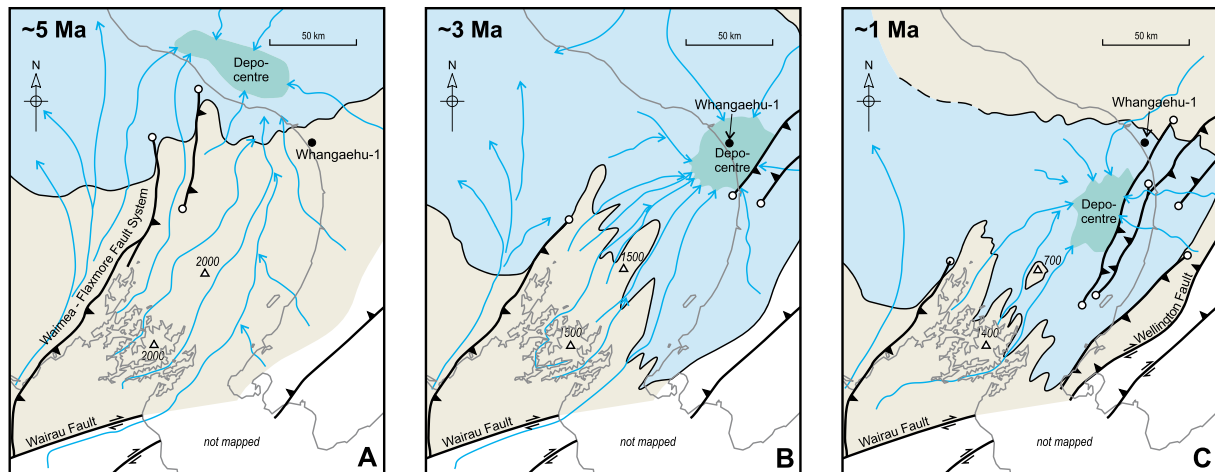 ~5 Ma
50 km
N
Depo-
centre
Whangaehu-1
Waimea - Flaxmore Fault System
2000
2000
Wairau Fault
not mapped
A
~3 Ma
50 km
N
Whangaehu-1
Depo-
centre
1500
1500
not mapped
B
~1 Ma
50 km
N
Whangaehu-1
Depo-
centre
700
1400
Wellington Fault
Wairau Fault
not mapped
C